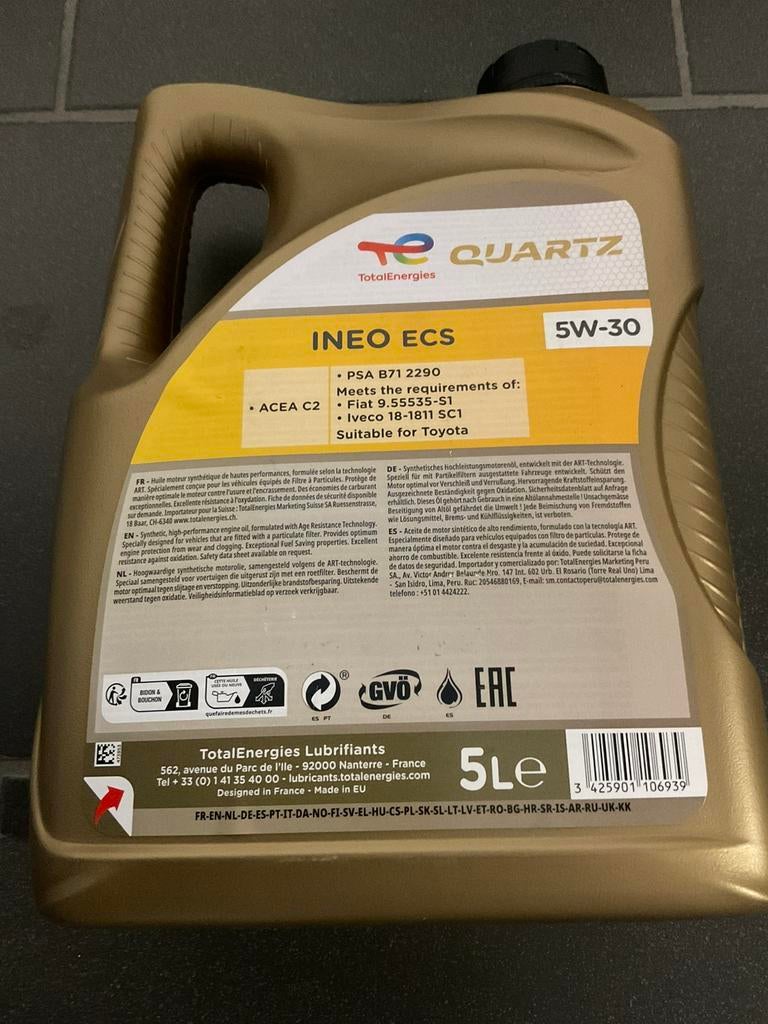 TotalEnergies
QUARTZ
INEO ECS
5W-30
• ACEA C2
• PSA B71 2290
Meets the requirements of:
• Fiat 9.55535-S1
• Iveco 18-1811 SC1
Suitable for Toyota
FR - Huile moteur synthétique de hautes performances, formulée selon la technologie
ART. Spécialement conçue pour les véhicules équipés de Filtre à Particules. Protège de
manière optimale le moteur contre l'usure et l'encrassement. Des économies de carburant
exceptionnelles. Excellente résistance à l'oxydation. Fiche de données de sécurité disponible
sur demande. Importateur pour la Suisse : TotalEnergies Marketing Suisse SA Ruessenstrasse,
18 Baar, CH-6340 www.totalenergies.ch.
EN - Synthetic, high-performance engine oil, formulated with Age Resistance Technology.
Specially designed for vehicles that are fitted with a particulate filter. Provides optimum
engine protection from wear and clogging. Exceptional Fuel Saving properties. Excellent
resistance against oxidation. Safety data sheet available on request.
NL - Hoogwaardige synthetische motorolie, samengesteld volgens de ART-technologie.
Speciaal samengesteld voor voertuigen die uitgerust zijn met een roetfilter. Beschermt de
motor optimaal tegen slijtage en verstopping. Uitzonderlijke brandstofbesparing. Uitstekende
weerstand tegen oxidatie. Veiligheidsinformatieblad op verzoek verkrijgbaar.
DE - Synthetisches Hochleistungsmotorenöl, entwickelt mit der ART-Technologie.
Speziell für mit Partikelfiltern ausgestattete Fahrzeuge entwickelt. Schützt den
Motor optimal vor Verschleiß und Verrußung. Hervorragende Kraftstoffeinsparung.
Ausgezeichnete Beständigkeit gegen Oxidation. Sicherheitsdatenblatt auf Anfrage
erhältlich. Dieses Öl gehört nach Gebrauch in eine Altölannahmestelle ! Unsachgemässe
Beseitigung von Altöl gefährdet die Umwelt ! Jede Beimischung von Fremdstoffen
wie Lösungsmittel, Brems- und Kühlflüssigkeiten, ist verboten.
ES - Aceite de motor sintético de alto rendimiento, formulado con la tecnología ART.
Especialmente diseñado para vehículos equipados con filtro de partículas. Protege de
manera óptima el motor contra el desgaste y la acumulación de suciedad. Excepcional
ahorro de combustible. Excelente resistencia frente al óxido. Puede solicitarse la ficha
de datos de seguridad. Importador y comercializado por: TotalEnergies Marketing Peru
SA., Av. Victor Andrey Belaunde Nro. 147 Int. 602 Urb. El Rosario (Torre Real Uno) Lima
- San Isidro, Lima, Peru. Ruc: 20546880169, E-mail: sm.contactoperu@totalenergies.com
telefono : +51 01 4424222.
FR
BIDON &
BOUCHON
FR
CETTE HUILE
USÉE OU NEUVE
DÉCHÈTERIE
quefairedemesdechets.fr
®
ES PT
GVÖ
DE
ES
EAC
TotalEnergies Lubrifiants
562, avenue du Parc de l'Ile - 92000 Nanterre - France
Tel + 33 (0) 1 41 35 40 00 - lubricants.totalenergies.com
Designed in France - Made in EU
5L℮
3 425901 106939
FR-EN-NL-DE-ES-PT-IT-DA-NO-FI-SV-EL-HU-CS-PL-SK-SL-LT-LV-ET-RO-BG-HR-SR-IS-AR-RU-UK-KK